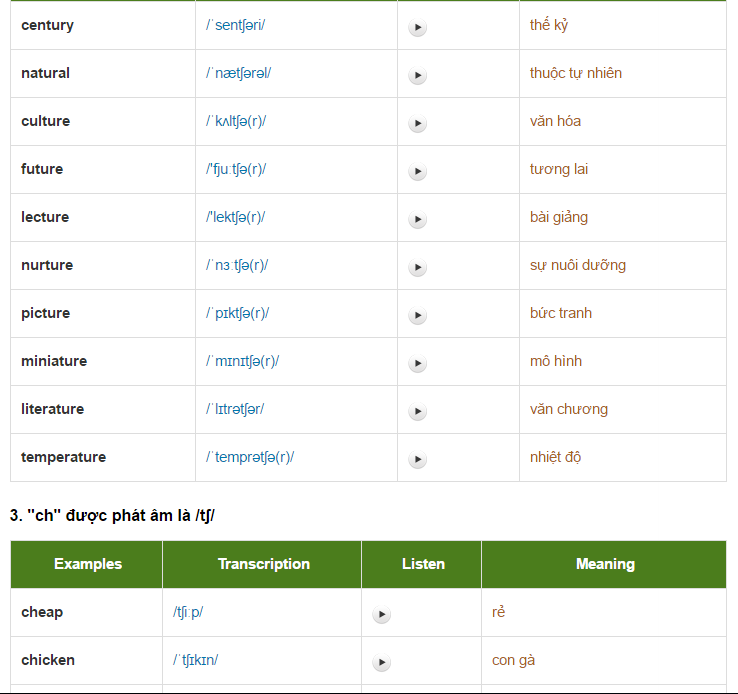 century /ˈsentʃəri/ thế kỷ
natural /ˈnætʃərəl/ thuộc tự nhiên
culture /ˈkʌltʃə(r)/ văn hóa
future /'fjuːtʃə(r)/ tương lai
lecture /'lektʃə(r)/ bài giảng
nurture /ˈnɜːtʃə(r)/ sự nuôi dưỡng
picture /ˈpɪktʃə(r)/ bức tranh
miniature /ˈmɪnɪtʃə(r)/ mô hình
literature /ˈlɪtrətʃər/ văn chương
temperature /ˈtemprətʃə(r)/ nhiệt độ
3. "ch" được phát âm là /tʃ/
Examples Transcription Listen Meaning
cheap /tʃiːp/ rẻ
chicken /ˈtʃɪkɪn/ con gà